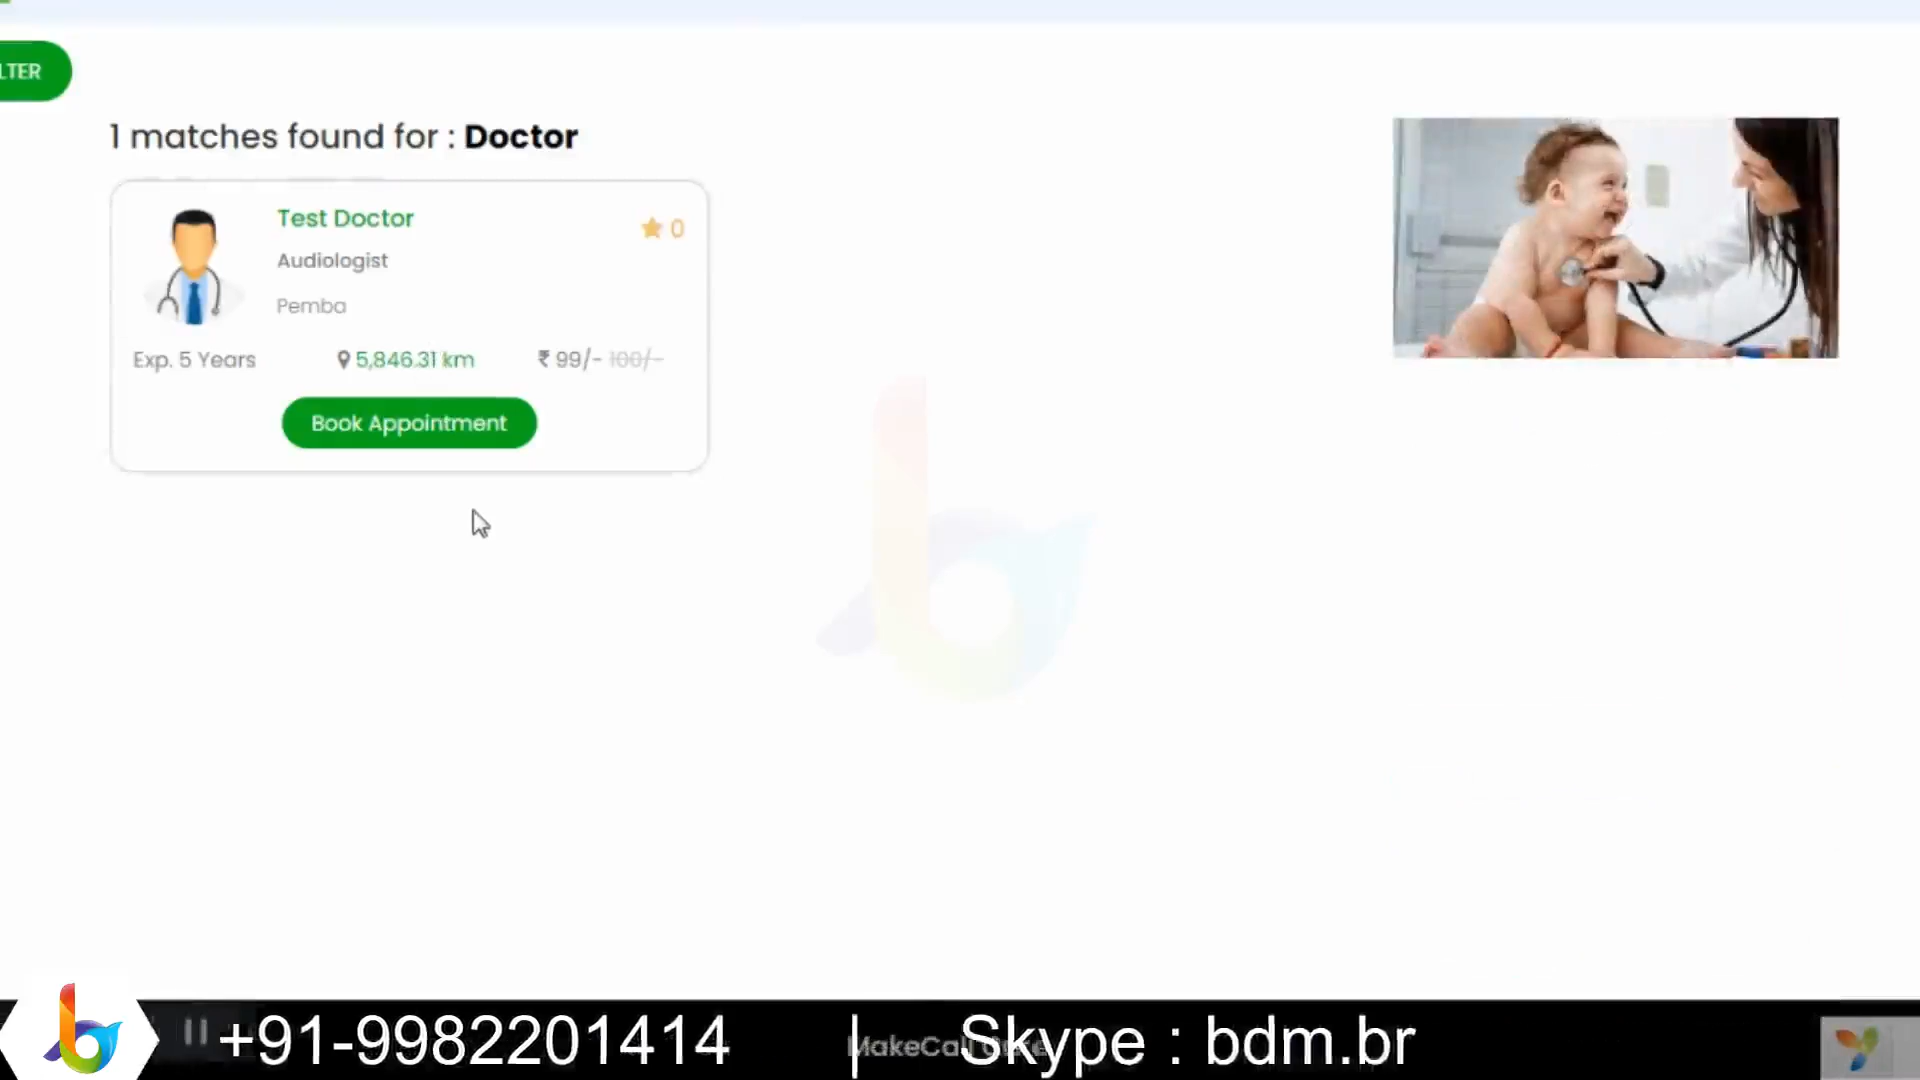 LTER
1 matches found for : Doctor
Test Doctor
0
Audiologist
Pemba
Exp. 5 Years
5,846.31 km
₹ 99/- 100/-
Book Appointment
+91-9982201414 | Skype : bdm.br
MakeCall